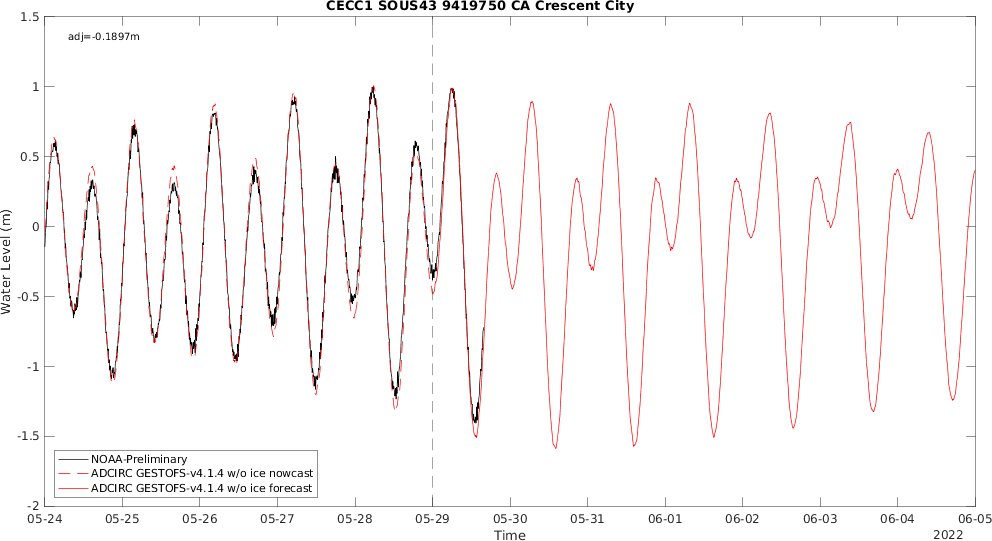 CECC1 SOUS43 9419750 CA Crescent City
adj=-0.1897m
1.5
1
0.5
0
-0.5
-1
-1.5
-2
Water Level (m)
NOAA-Preliminary
ADCIRC GESTOFS-v4.1.4 w/o ice nowcast
ADCIRC GESTOFS-v4.1.4 w/o ice forecast
05-24 05-25 05-26 05-27 05-28 05-29 05-30 05-31 06-01 06-02 06-03 06-04 06-05
Time
2022